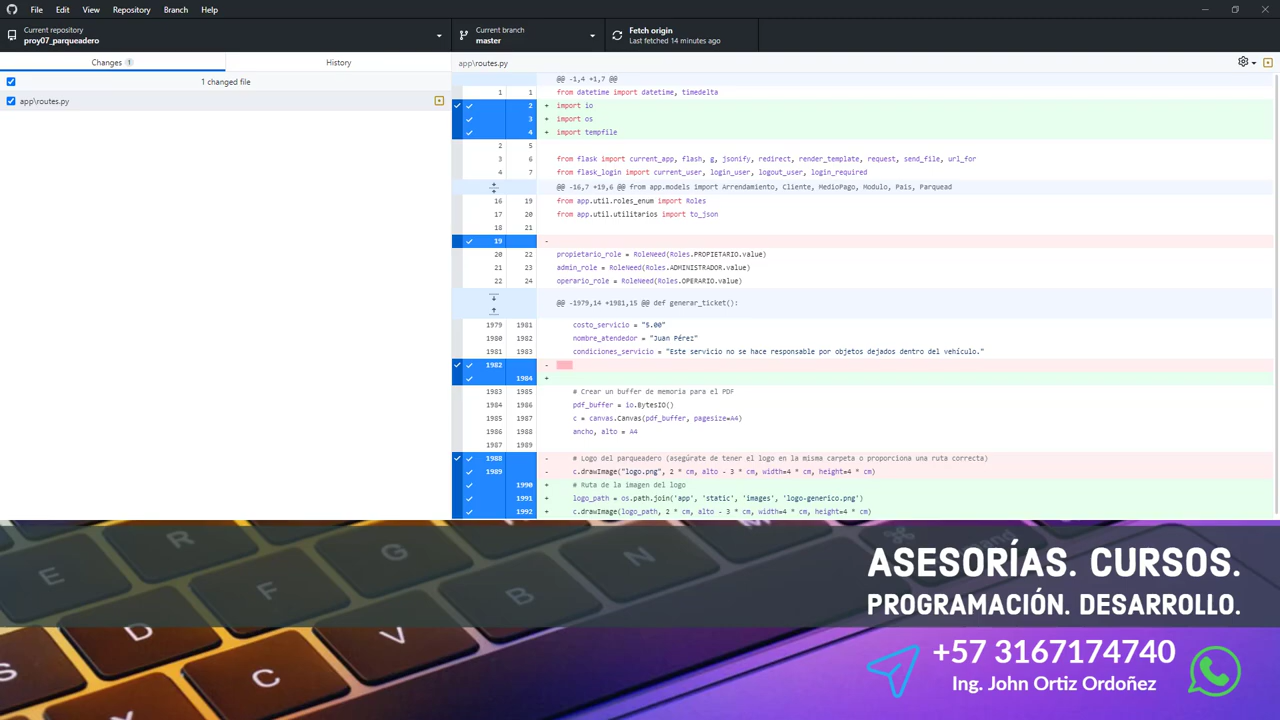 File Edit View Repository Branch Help
Current repository
proy07_parqueadero
Current branch
master
Fetch origin
Last fetched 14 minutes ago
Changes 1
History
1 changed file
app\routes.py
app\routes.py
@@ -1,4 +1,7 @@
1 1 from datetime import datetime, timedelta
2 + import io
3 + import os
4 + import tempfile
2 5
3 6 from flask import current_app, flash, g, jsonify, redirect, render_template, request, send_file, url_for
4 7 from flask_login import current_user, login_user, logout_user, login_required
@@ -16,7 +19,6 @@ from app.models import Arrendamiento, Cliente, MedioPago, Modulo, Pais, Parquead
16 19 from app.util.roles_enum import Roles
17 20 from app.util.utilitarios import to_json
18 21
19 -
20 22 propietario_role = RoleNeed(Roles.PROPIETARIO.value)
21 23 admin_role = RoleNeed(Roles.ADMINISTRADOR.value)
22 24 operario_role = RoleNeed(Roles.OPERARIO.value)
@@ -1979,14 +1981,15 @@ def generar_ticket():
1979 1981 costo_servicio = "5.00"
1980 1982 nombre_atendedor = "Juan Pérez"
1981 1983 condiciones_servicio = "Este servicio no se hace responsable por objetos dejados dentro del vehículo."
1982 -
1984 +
1983 1985 # Crear un buffer de memoria para el PDF
1984 1986 pdf_buffer = io.BytesIO()
1985 1987 c = canvas.Canvas(pdf_buffer, pagesize=A4)
1986 1988 ancho, alto = A4
1987 1989
1988 - # Logo del parqueadero (asegúrate de tener el logo en la misma carpeta o proporciona una ruta correcta)
1989 - c.drawImage("logo.png", 2 * cm, alto - 3 * cm, width=4 * cm, height=4 * cm)
1990 + # Ruta de la imagen del logo
1991 + logo_path = os.path.join('app', 'static', 'images', 'logo-generico.png')
1992 + c.drawImage(logo_path, 2 * cm, alto - 3 * cm, width=4 * cm, height=4 * cm)
ASESORÍAS. CURSOS.
PROGRAMACIÓN. DESARROLLO.
+57 3167174740
Ing. John Ortiz Ordoñez
E
R
F
G
B
N
M
D
C
V
S
X